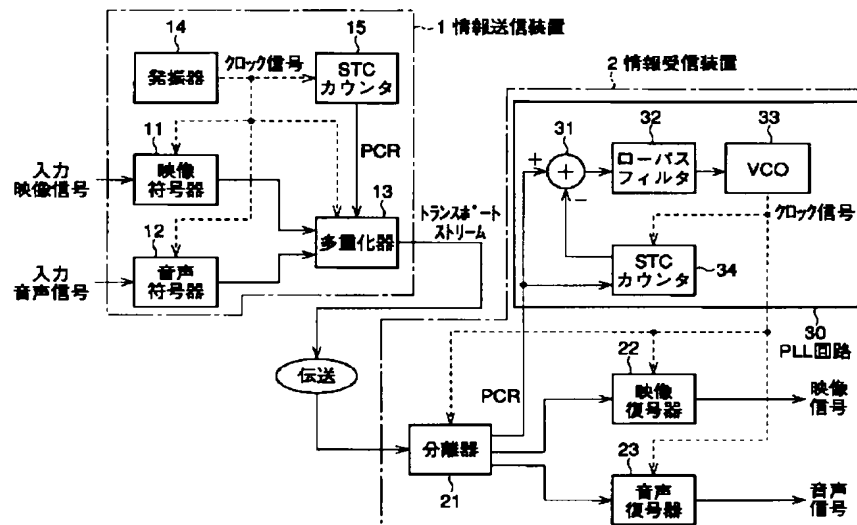 1 情報送信装置
14
発振器
クロック信号
15
STC
カウンタ
PCR
11
入力
映像信号
映像
符号器
12
入力
音声信号
音声
符号器
13
多重化器
トランスポート
ストリーム
伝送
2 情報受信装置
31
+
+
−
32
ローパス
フィルタ
33
VCO
クロック信号
STC
カウンタ
34
30
PLL回路
PCR
分離器
21
22
映像
復号器
映像
信号
23
音声
復号器
音声
信号